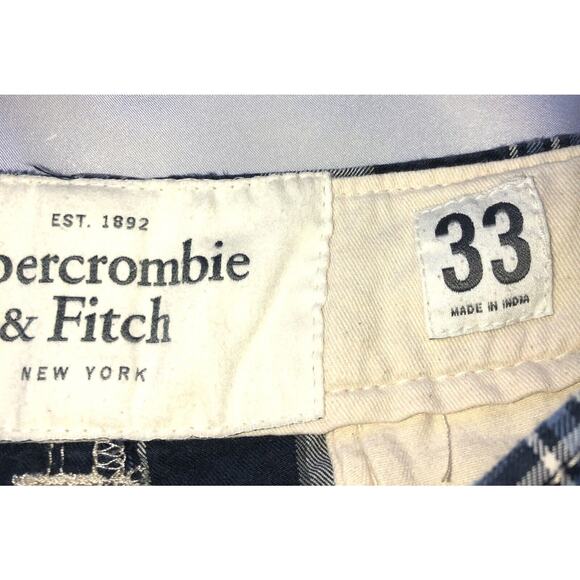 EST. 1892
bercrombie
& Fitch
NEW YORK
33
MADE IN INDIA